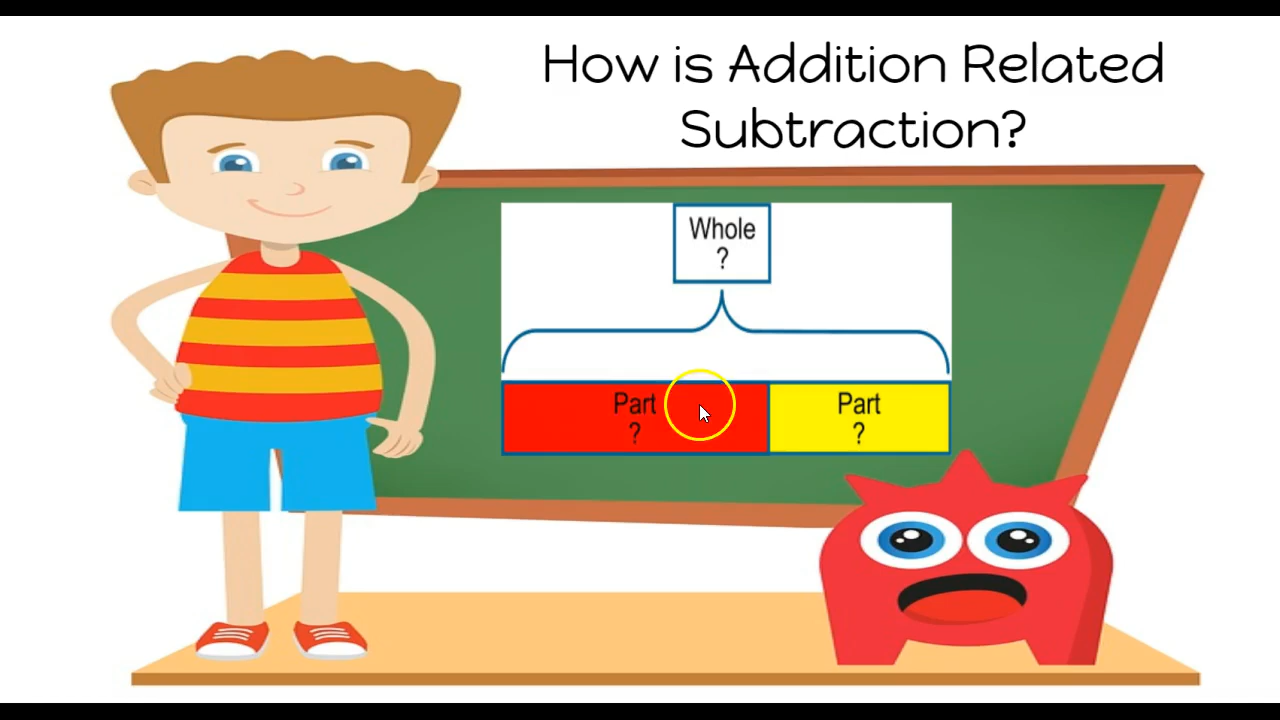 How is Addition Related
Subtraction?
Whole
?
Part
?
Part
?